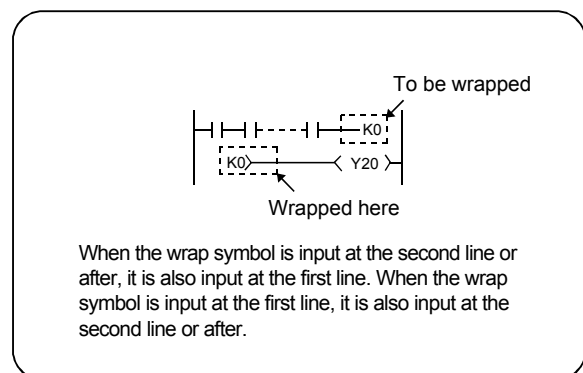 To be wrapped
K0
K0
Y20
Wrapped here
When the wrap symbol is input at the second line or
after, it is also input at the first line. When the wrap
symbol is input at the first line, it is also input at the
second line or after.